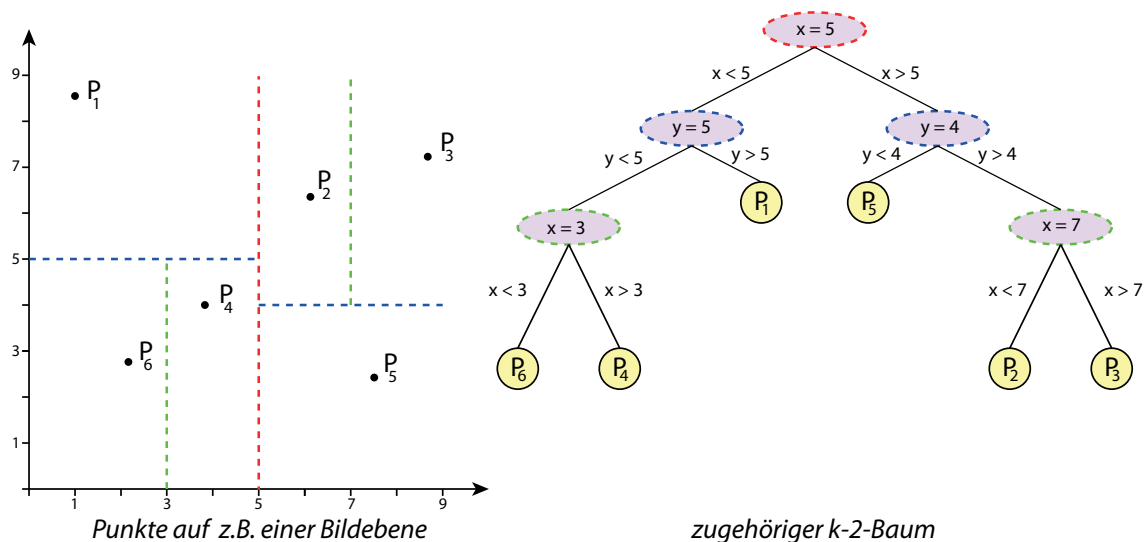 9
7
5
3
1
1 3 5 7 9
P1
P2
P3
P4
P5
P6
Punkte auf z.B. einer Bildebene
x = 5
x < 5 x > 5
y = 5 y = 4
y < 5 y > 5 y < 4 y > 4
P1 P5
x = 3 x = 7
x < 3 x > 3 x < 7 x > 7
P6 P4 P2 P3
zugehöriger k-2-Baum